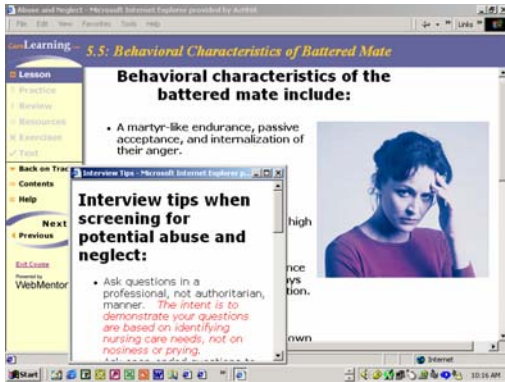 Abuse and Neglect - Microsoft Internet Explorer provided by
File Edit View Favorites Tools Help
Links
Learning
5.5: Behavioral Characteristics of Battered Mate
Lesson
Practice
Review
Resources
Exercises
Test
Back on Trac
Contents
Help
Next
Previous
Exit Course
Powered by
WebMentor
Behavioral characteristics of the
battered mate include:
• A martyr-like endurance, passive
acceptance, and internalization of
their anger.
high
nce
ys
tion.
own
Interview Tips - Microsoft Internet Explorer p...
Interview tips when
screening for
potential abuse and
neglect:
• Ask questions in a
professional, not authoritarian,
manner. The intent is to
demonstrate your questions
are based on identifying
nursing care needs, not on
nosiness or prying.
Internet
Start
10:16 AM